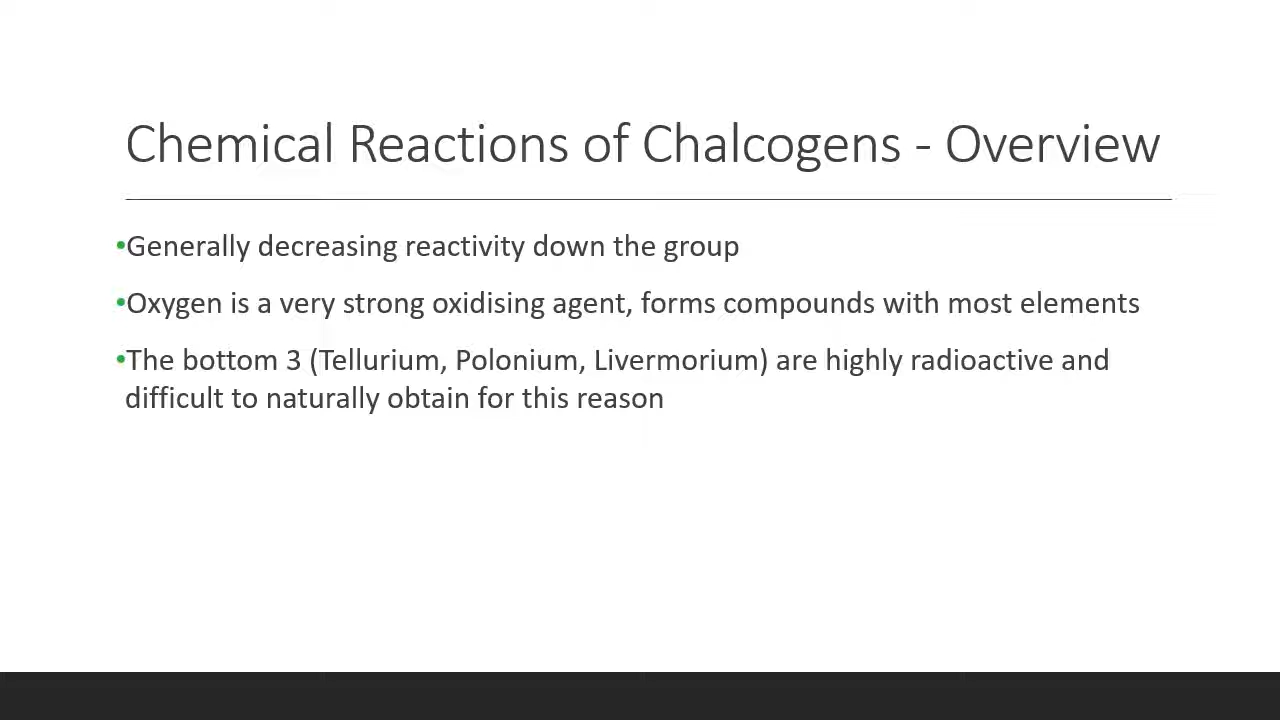 Chemical Reactions of Chalcogens - Overview
•Generally decreasing reactivity down the group
•Oxygen is a very strong oxidising agent, forms compounds with most elements
•The bottom 3 (Tellurium, Polonium, Livermorium) are highly radioactive and
difficult to naturally obtain for this reason